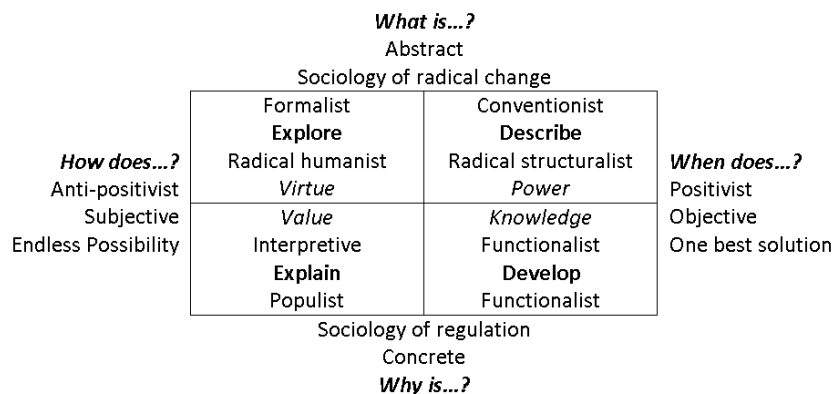 What is...?
Abstract
Sociology of radical change
Formalist Conventionist
Explore Describe
How does...? Radical humanist Radical structuralist When does...?
Anti-positivist Virtue Power Positivist
Subjective Value Knowledge Objective
Endless Possibility Interpretive Functionalist One best solution
Explain Develop
Populist Functionalist
Sociology of regulation
Concrete
Why is...?